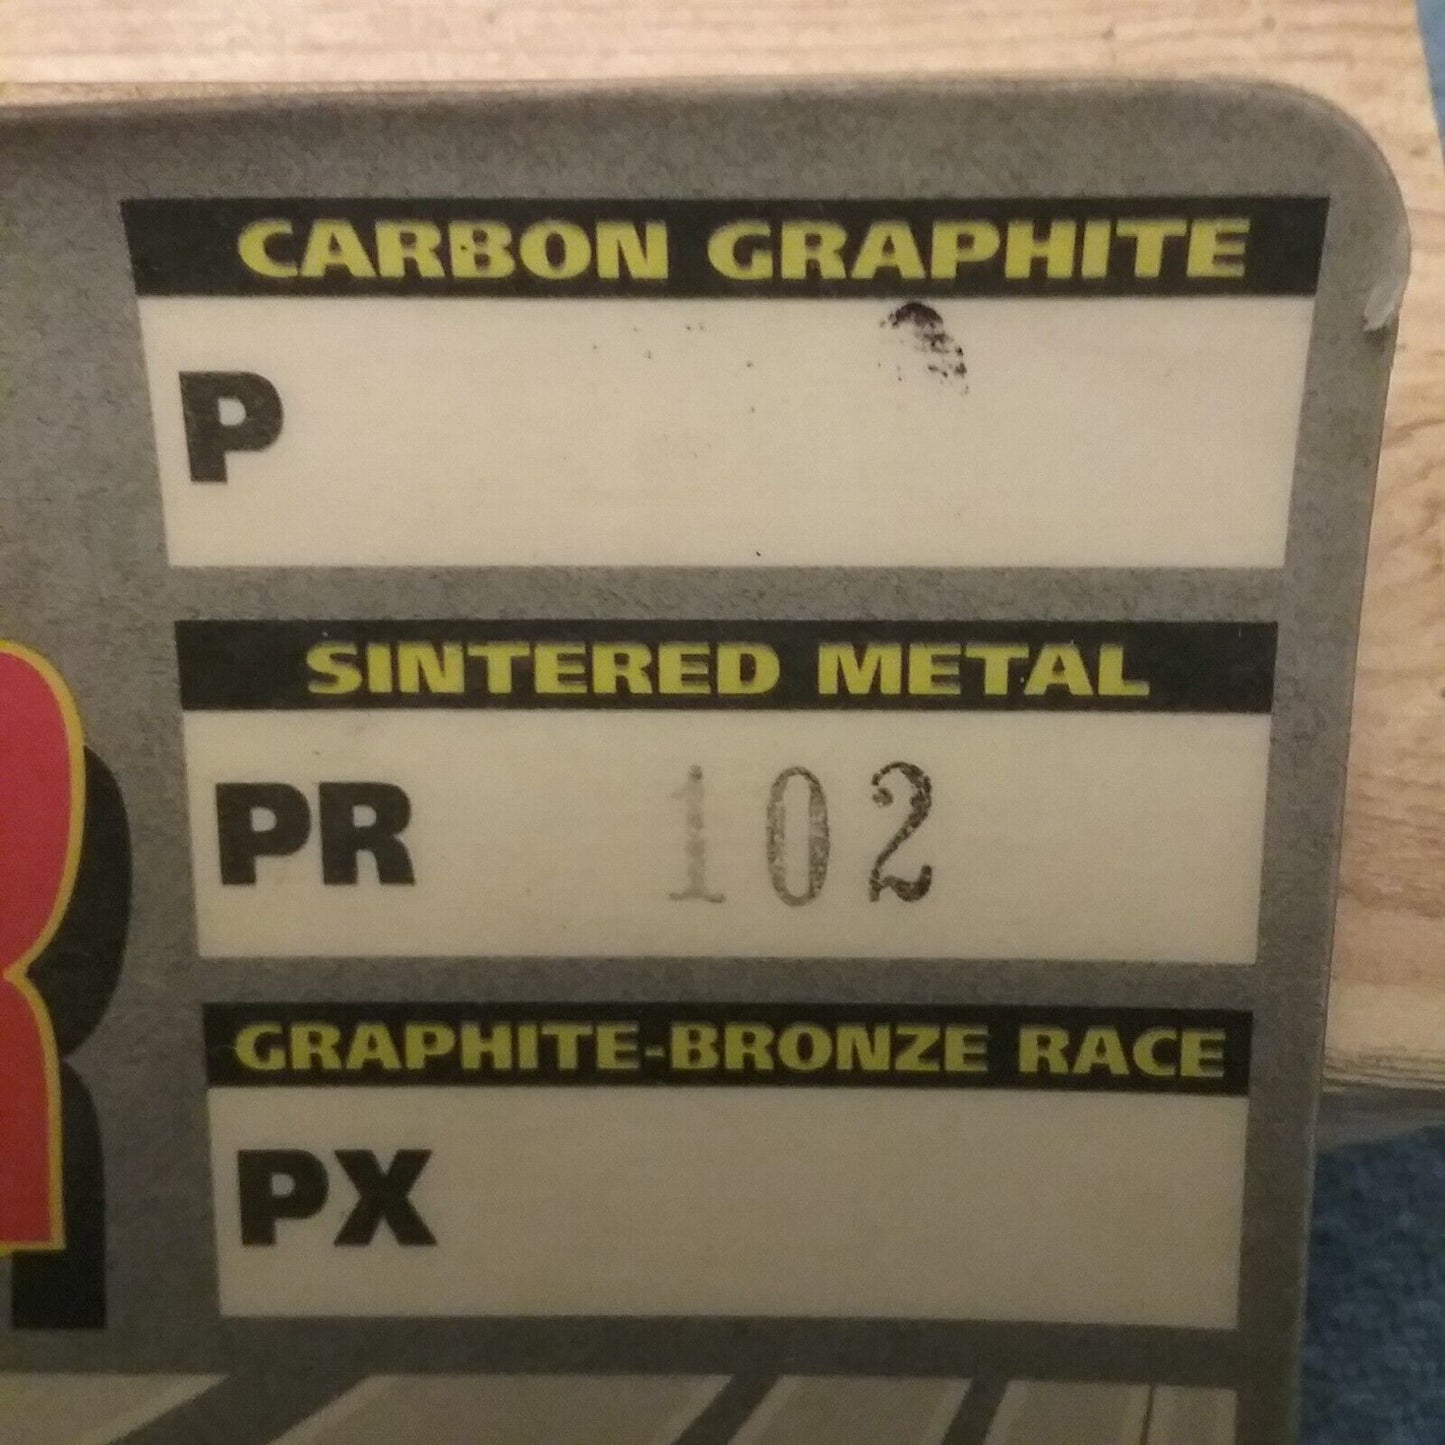 CARBON GRAPHITE
P
SINTERED METAL
PR 102
GRAPHITE-BRONZE RACE
PX